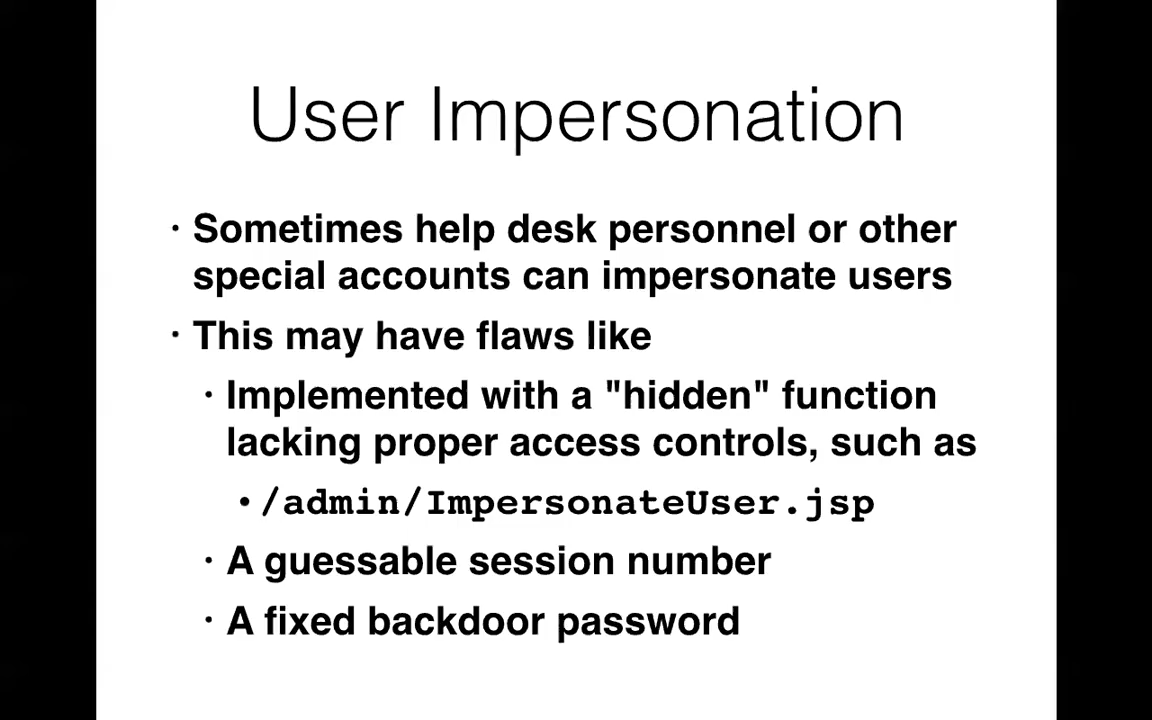 User Impersonation
· Sometimes help desk personnel or other
special accounts can impersonate users
· This may have flaws like
· Implemented with a "hidden" function
lacking proper access controls, such as
• /admin/ImpersonateUser.jsp
· A guessable session number
· A fixed backdoor password